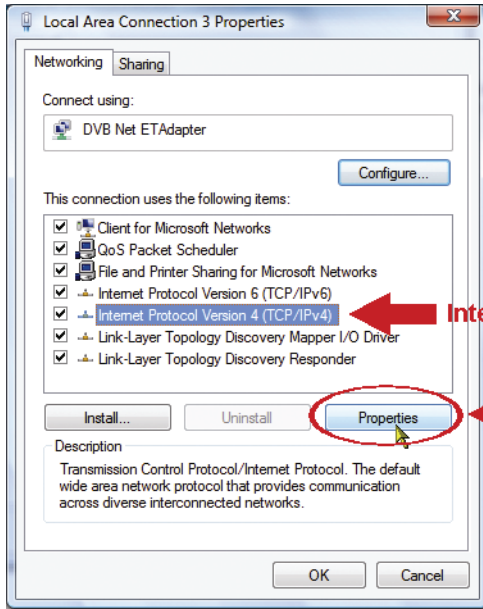 Local Area Connection 3 Properties
Networking
Sharing
Connect using:
DVB Net ETAdapter
Configure...
This connection uses the following items:
Client for Microsoft Networks
QoS Packet Scheduler
File and Printer Sharing for Microsoft Networks
Internet Protocol Version 6 (TCP/IPv6)
Internet Protocol Version 4 (TCP/IPv4)
Inte
Link-Layer Topology Discovery Mapper I/O Driver
Link-Layer Topology Discovery Responder
Install...
Uninstall
Properties
Description
Transmission Control Protocol/Internet Protocol. The default
wide area network protocol that provides communication
across diverse interconnected networks.
OK
Cancel